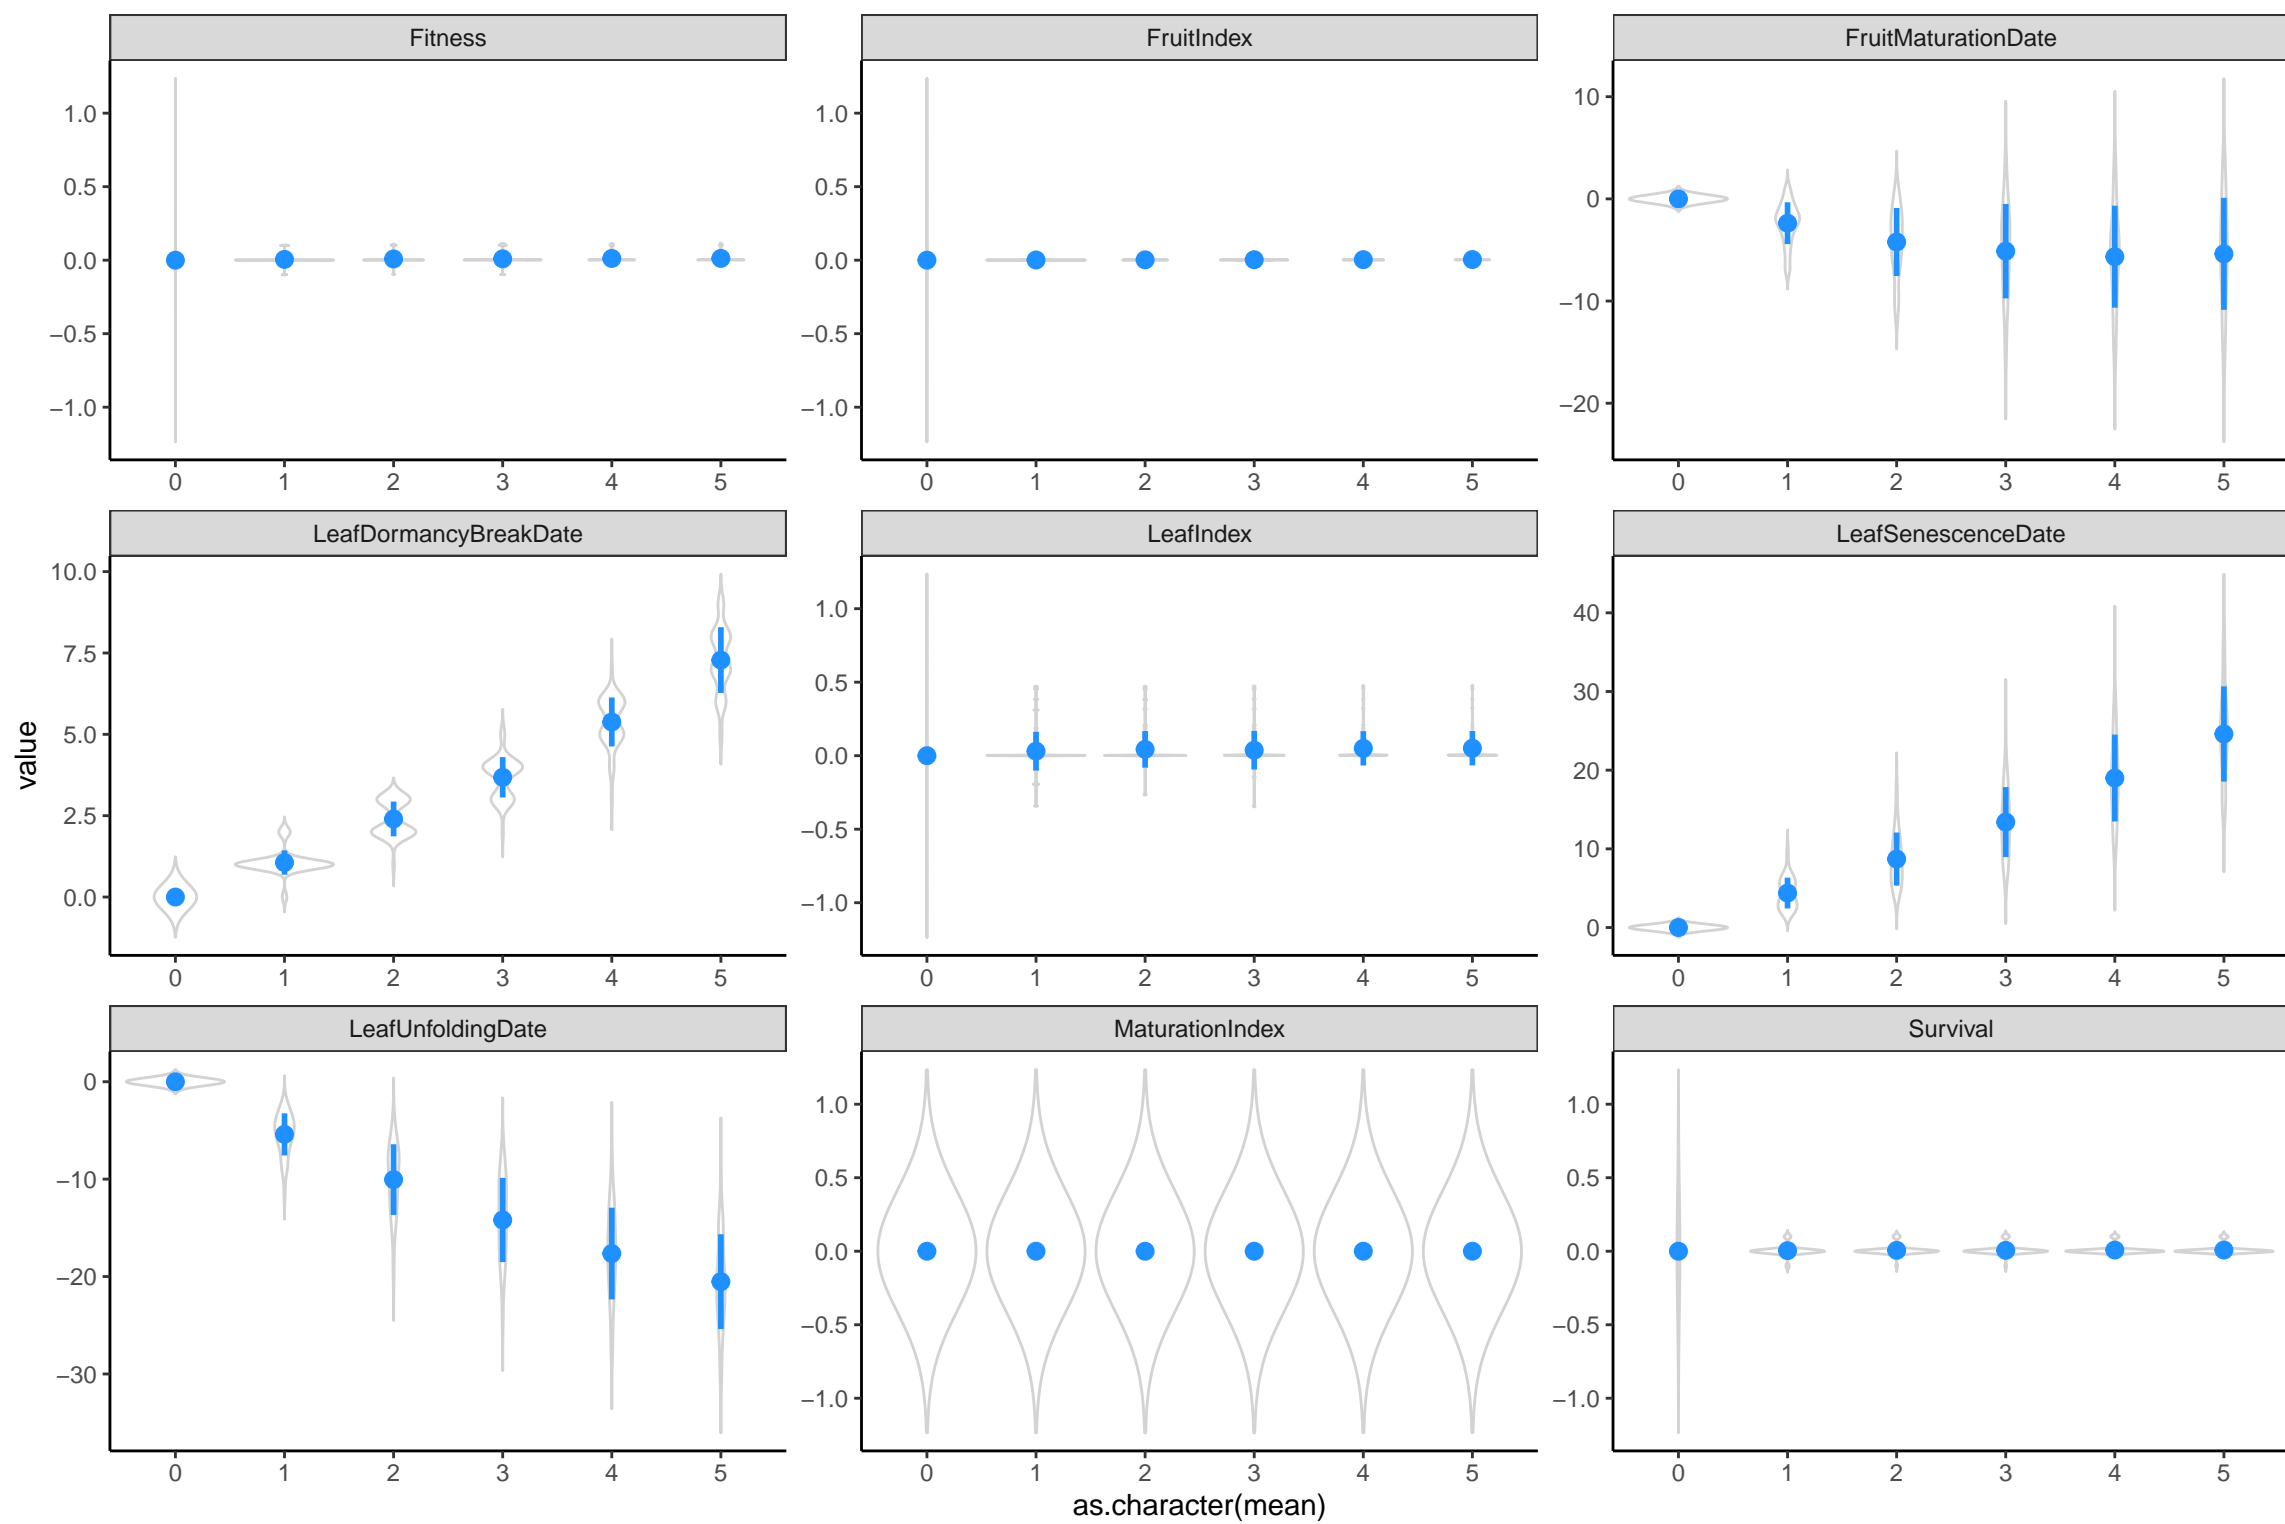 Fitness
FruitIndex
FruitMaturationDate
1.0
0.5
0.0
−0.5
−1.0
0 1 2 3 4 5
1.0
0.5
0.0
−0.5
−1.0
0 1 2 3 4 5
10
0
−10
−20
0 1 2 3 4 5
LeafDormancyBreakDate
LeafIndex
LeafSenescenceDate
value
10.0
7.5
5.0
2.5
0.0
0 1 2 3 4 5
1.0
0.5
0.0
−0.5
−1.0
0 1 2 3 4 5
40
30
20
10
0
0 1 2 3 4 5
LeafUnfoldingDate
MaturationIndex
Survival
0
−10
−20
−30
0 1 2 3 4 5
1.0
0.5
0.0
−0.5
−1.0
0 1 2 3 4 5
1.0
0.5
0.0
−0.5
−1.0
0 1 2 3 4 5
as.character(mean)